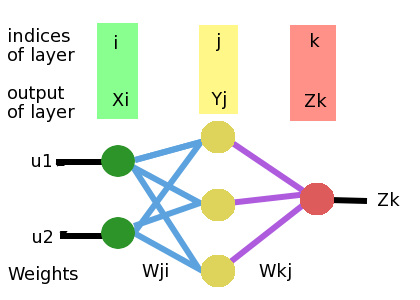 indices
of layer
i
j
k
output
of layer
Xi
Yj
Zk
u1
Zk
u2
Weights
Wji
Wkj